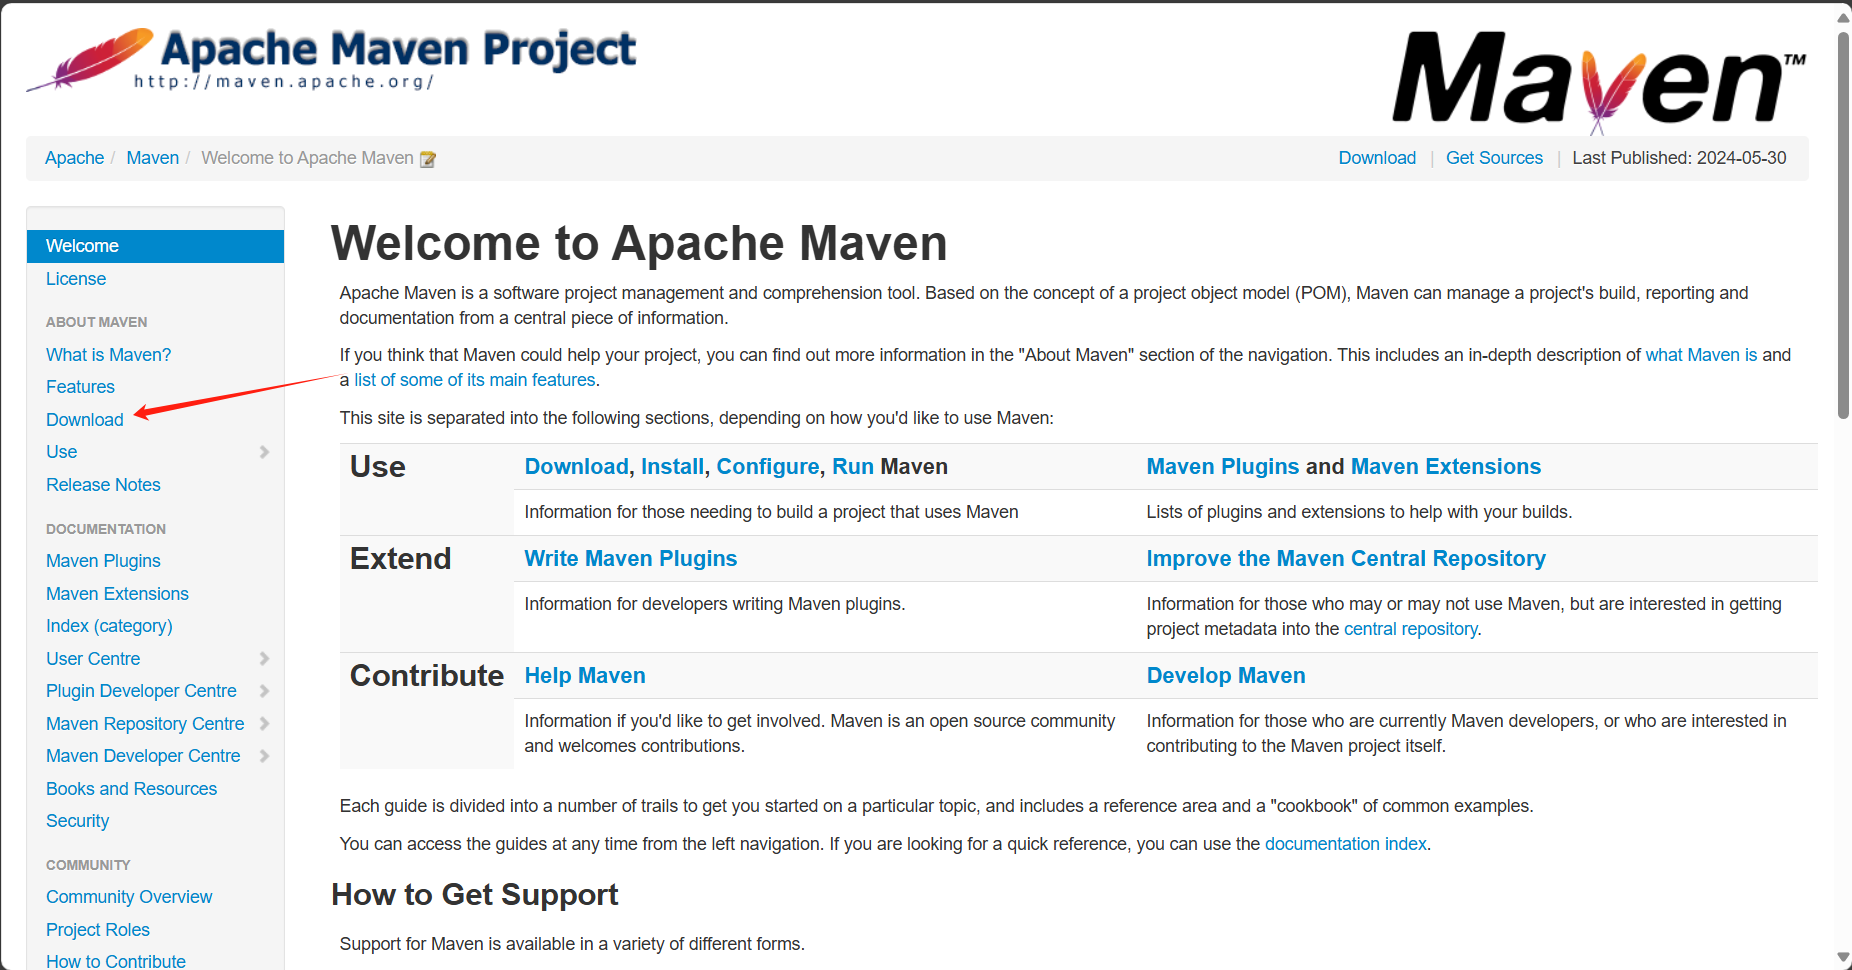 Apache Maven Project
http://maven.apache.org/
Maven™
Apache / Maven / Welcome to Apache Maven
Download | Get Sources | Last Published: 2024-05-30
Welcome
License
ABOUT MAVEN
What is Maven?
Features
Download
Use
Release Notes
DOCUMENTATION
Maven Plugins
Maven Extensions
Index (category)
User Centre
Plugin Developer Centre
Maven Repository Centre
Maven Developer Centre
Books and Resources
Security
COMMUNITY
Community Overview
Project Roles
How to Contribute
Welcome to Apache Maven
Apache Maven is a software project management and comprehension tool. Based on the concept of a project object model (POM), Maven can manage a project's build, reporting and
documentation from a central piece of information.
If you think that Maven could help your project, you can find out more information in the "About Maven" section of the navigation. This includes an in-depth description of what Maven is and
a list of some of its main features.
This site is separated into the following sections, depending on how you'd like to use Maven:
Use
Download, Install, Configure, Run Maven
Maven Plugins and Maven Extensions
Information for those needing to build a project that uses Maven
Lists of plugins and extensions to help with your builds.
Extend
Write Maven Plugins
Improve the Maven Central Repository
Information for developers writing Maven plugins.
Information for those who may or may not use Maven, but are interested in getting
project metadata into the central repository.
Contribute
Help Maven
Develop Maven
Information if you'd like to get involved. Maven is an open source community
and welcomes contributions.
Information for those who are currently Maven developers, or who are interested in
contributing to the Maven project itself.
Each guide is divided into a number of trails to get you started on a particular topic, and includes a reference area and a "cookbook" of common examples.
You can access the guides at any time from the left navigation. If you are looking for a quick reference, you can use the documentation index.
How to Get Support
Support for Maven is available in a variety of different forms.